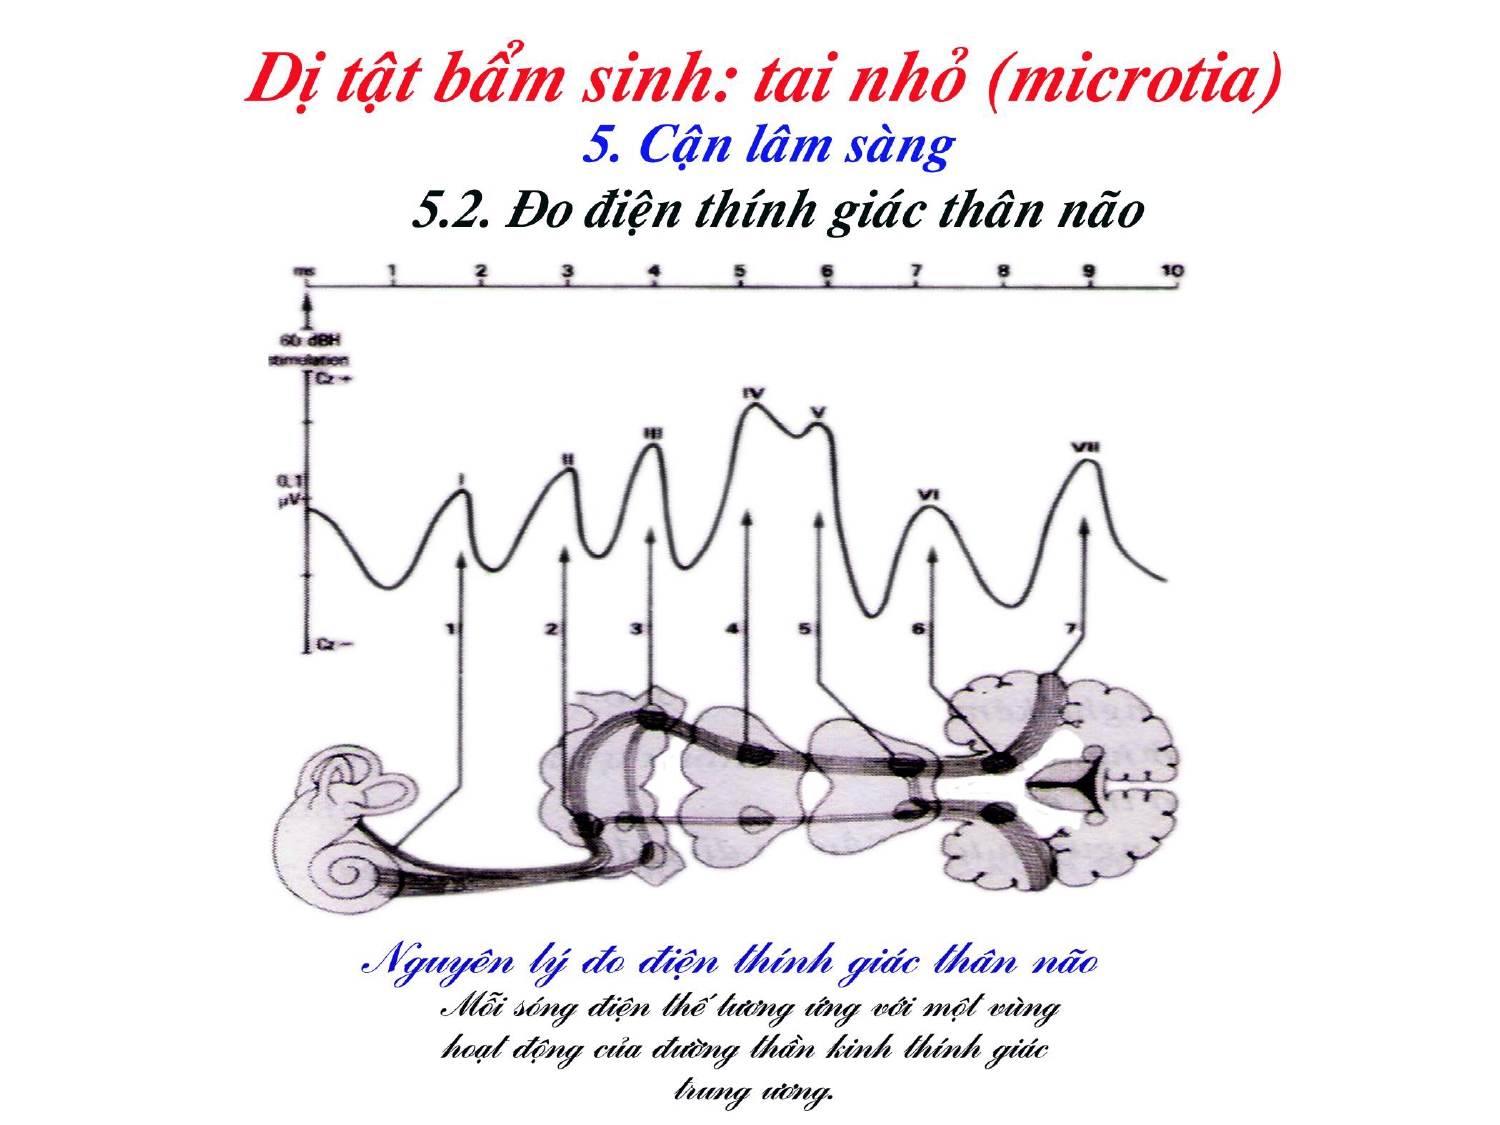 Dị tật bẩm sinh: tai nhỏ (microtia)
5. Cận lâm sàng
5.2. Đo điện thính giác thân não
ms 1 2 3 4 5 6 7 8 9 10
60 dBH
stimulation
Cz +
IV
V
III
VII
II
I
0.1
VI
µV
1 2 3 4 5 6 7
Cz −
Nguyên lý đo điện thính giác thân não
Mỗi sóng điện thế tương ứng với một vùng
hoạt động của đường thần kinh thính giác
trung ương.